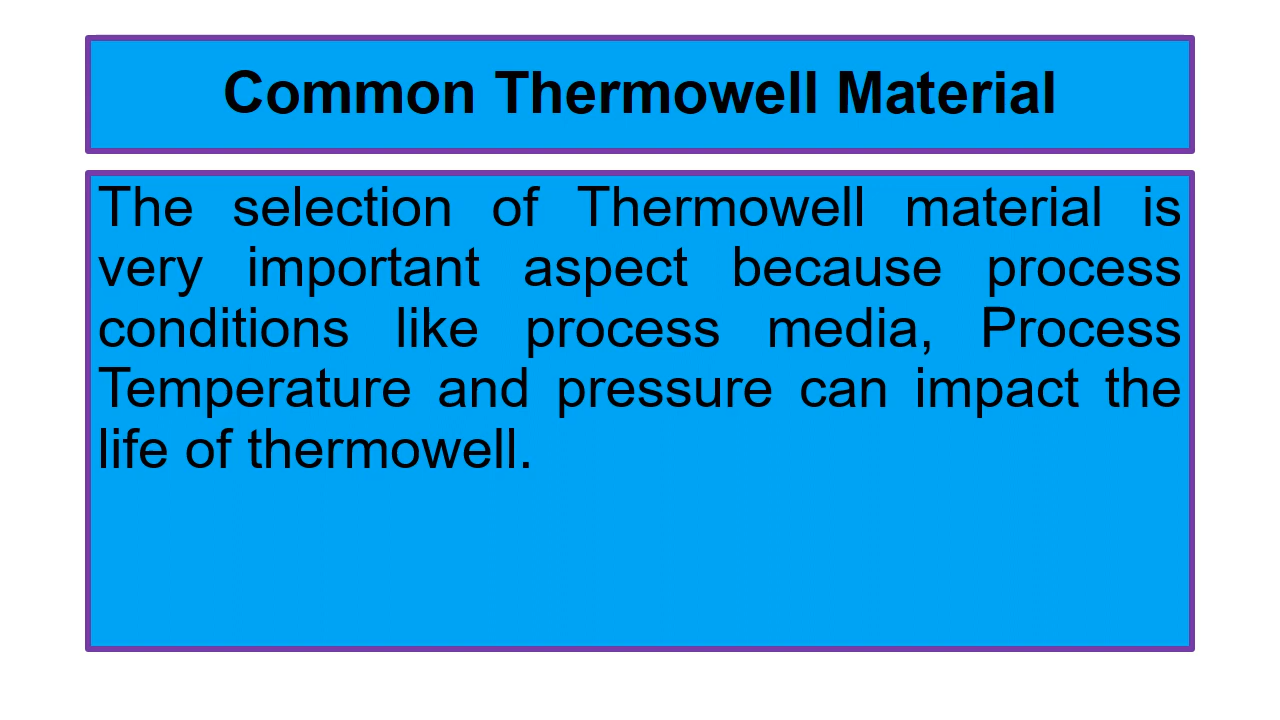 Common Thermowell Material
The selection of Thermowell material is
very important aspect because process
conditions like process media, Process
Temperature and pressure can impact the
life of thermowell.